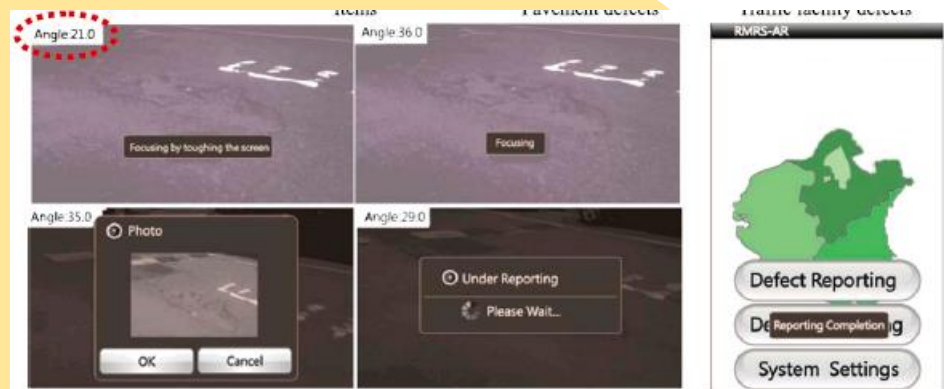 Items Pavement defects Traffic facility defects
Angle:21.0
Focusing by toughing the screen
Angle:36.0
Focusing
Angle:35.0
Photo
OK Cancel
Angle:29.0
Under Reporting
Please Wait...
RMRS-AR
Defect Reporting
De Reporting Completion g
System Settings